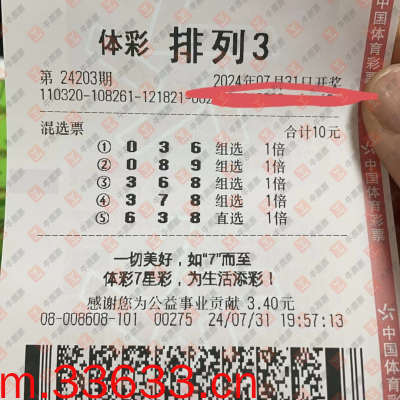 体彩 排列3
第 24203期 2024年07月31日开奖
110320-108261-121821-
混选票 合计10元
① 0 3 6 组选 1倍
② 0 8 9 组选 1倍
③ 3 6 8 组选 1倍
④ 3 7 8 组选 1倍
⑤ 6 3 8 直选 1倍
一切美好，如“7”而至
体彩7星彩，为生活添彩！
感谢您为公益事业贡献 3.40元
08-008608-101 00275 24/07/31 19:57:13
m.33633.cn
中国体育彩票
中国体育彩票